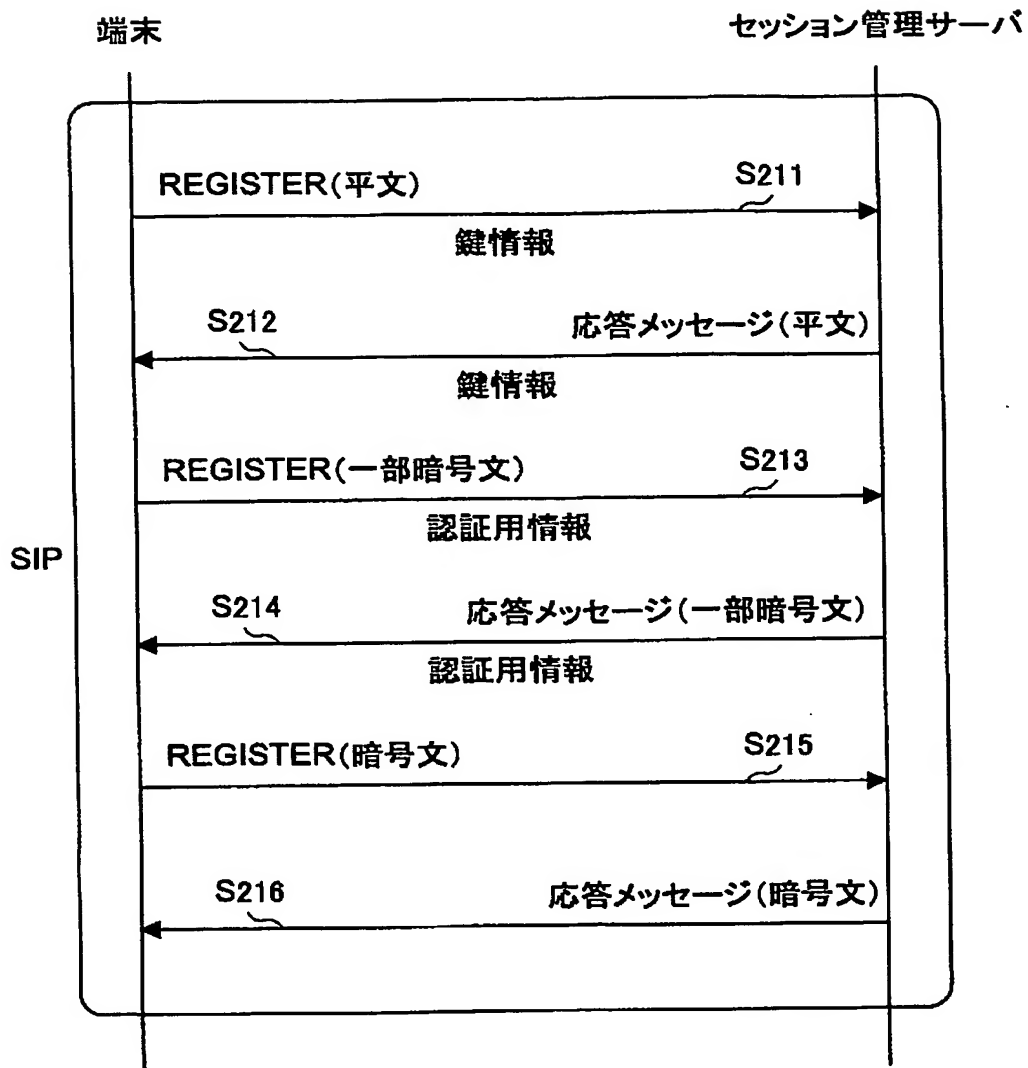 端末
セッション管理サーバ
REGISTER(平文)
S211
鍵情報
S212
応答メッセージ(平文)
鍵情報
REGISTER(一部暗号文)
S213
認証用情報
SIP
S214
応答メッセージ(一部暗号文)
認証用情報
REGISTER(暗号文)
S215
S216
応答メッセージ(暗号文)